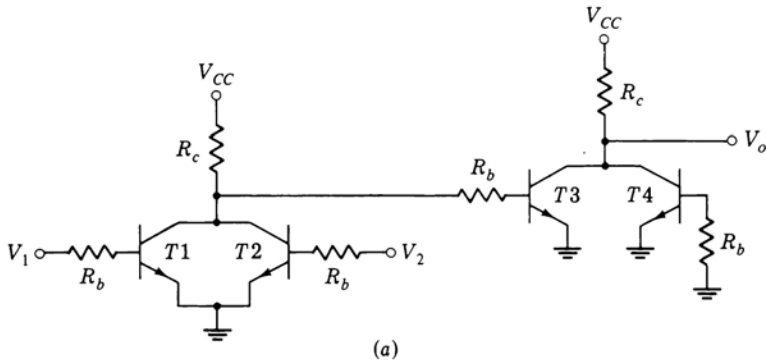 V_CC
V_CC
R_c
R_c
V_o
R_b
T3
T4
V_1
R_b
T1
T2
R_b
V_2
R_b
(a)